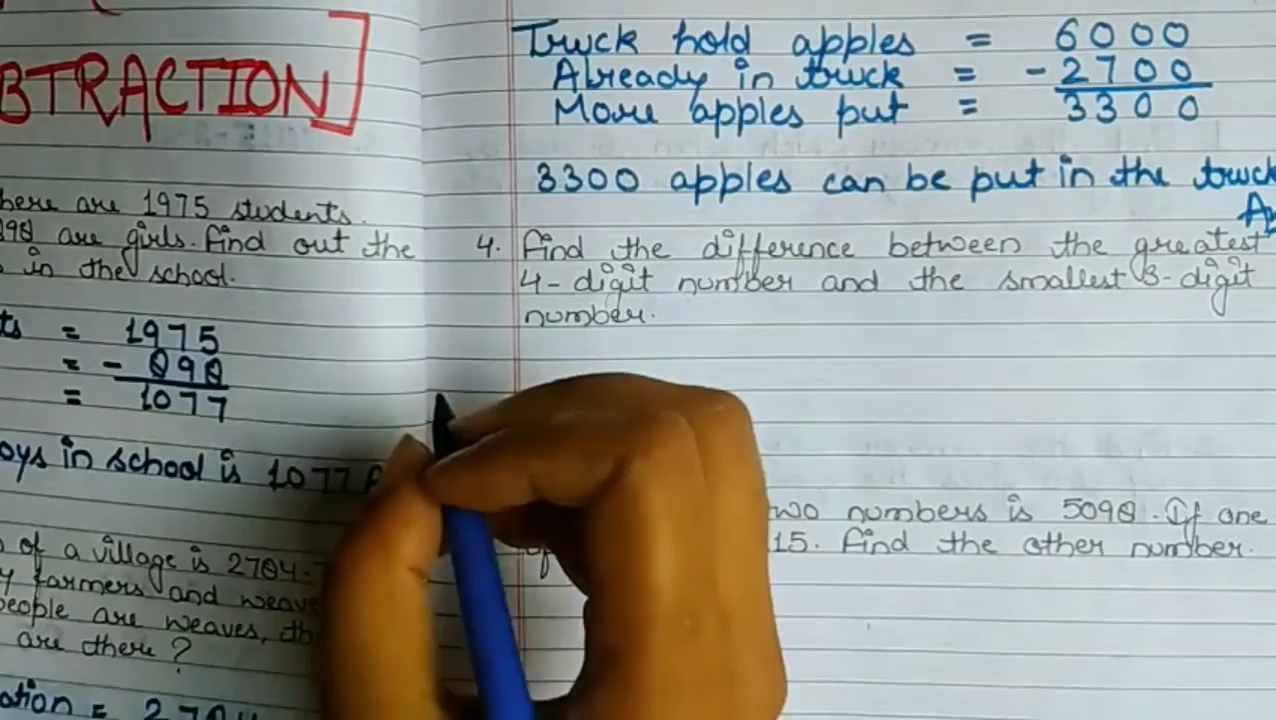 BTRACTION]
here are 1975 students.
898 are girls. Find out the
in the school.
ts = 1975
= - 898
= 1077
oys in school is 1077
of a village is 2784.
y farmers and weave
people are weaves, th
are there ?
ation = 2784
Truck hold apples = 6000
Already in truck = - 2700
More apples put = 3300
3300 apples can be put in the truck
4. Find the difference between the greatest
4-digit number and the smallest 3-digit
number.
two numbers is 5098. If one
of 15. Find the other number.